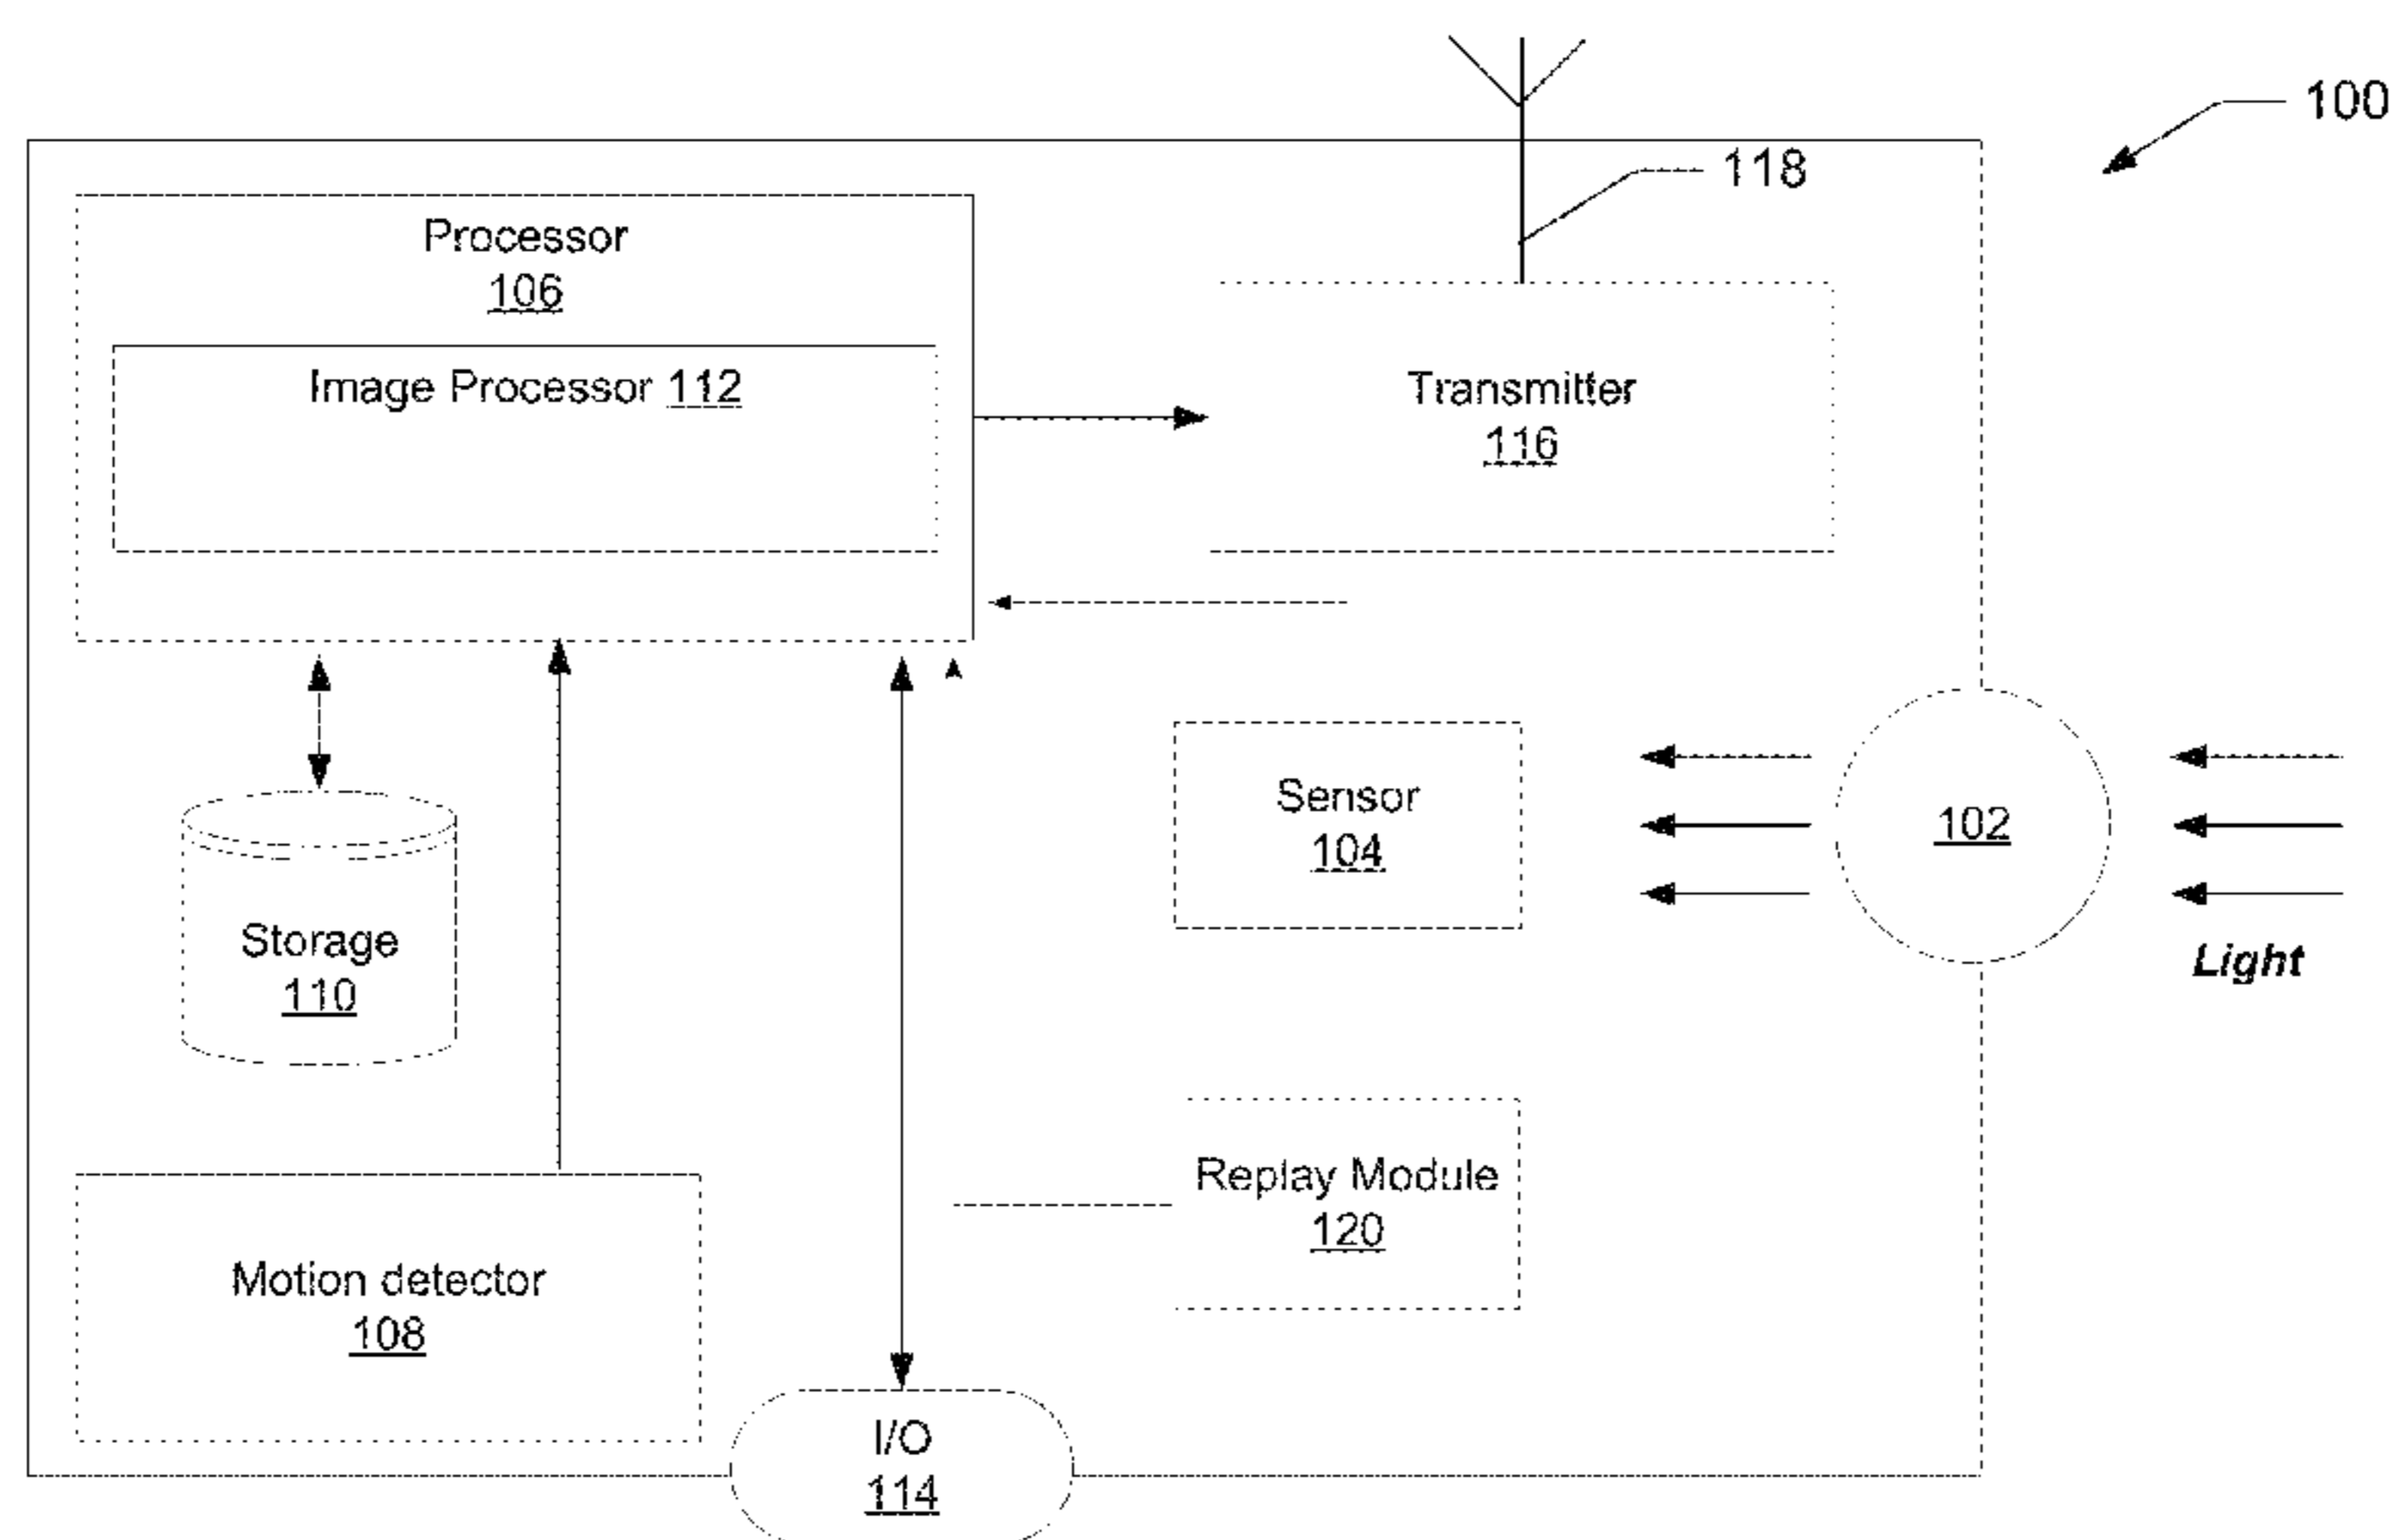 100
118
Processor
106
Image Processor 112
Transmitter
116
Sensor
104
102
Light
Storage
110
Replay Module
120
Motion detector
108
I/O
114